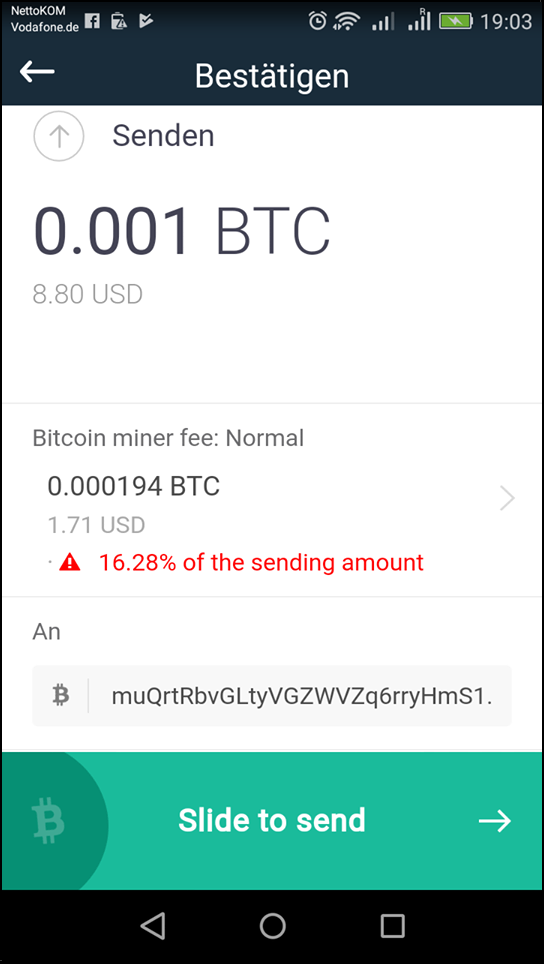 NettoKOM
Vodafone.de
R
19:03
Bestätigen
Senden
0.001 BTC
8.80 USD
Bitcoin miner fee: Normal
0.000194 BTC
1.71 USD
· 16.28% of the sending amount
An
muQrtRbvGLtyVGZWVZq6rryHmS1.
Slide to send